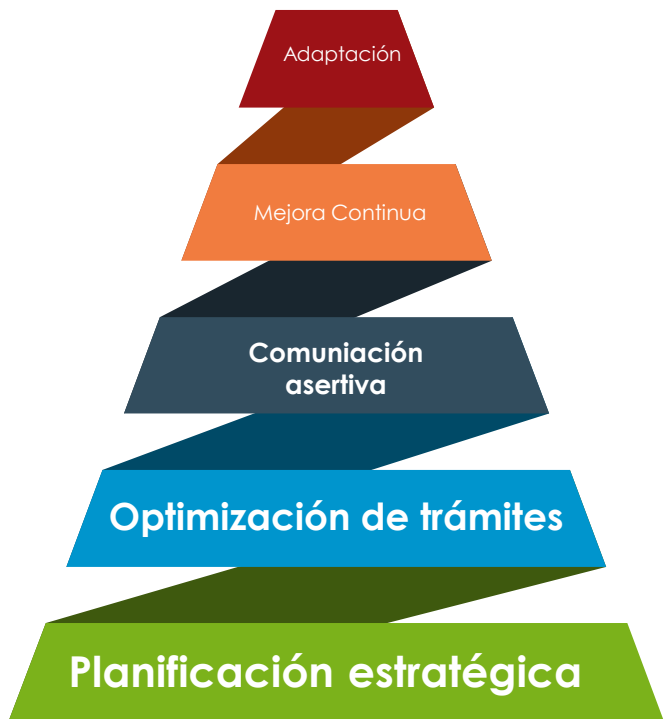 Adaptación
Mejora Continua
Comuniación
asertiva
Optimización de trámites
Planificación estratégica